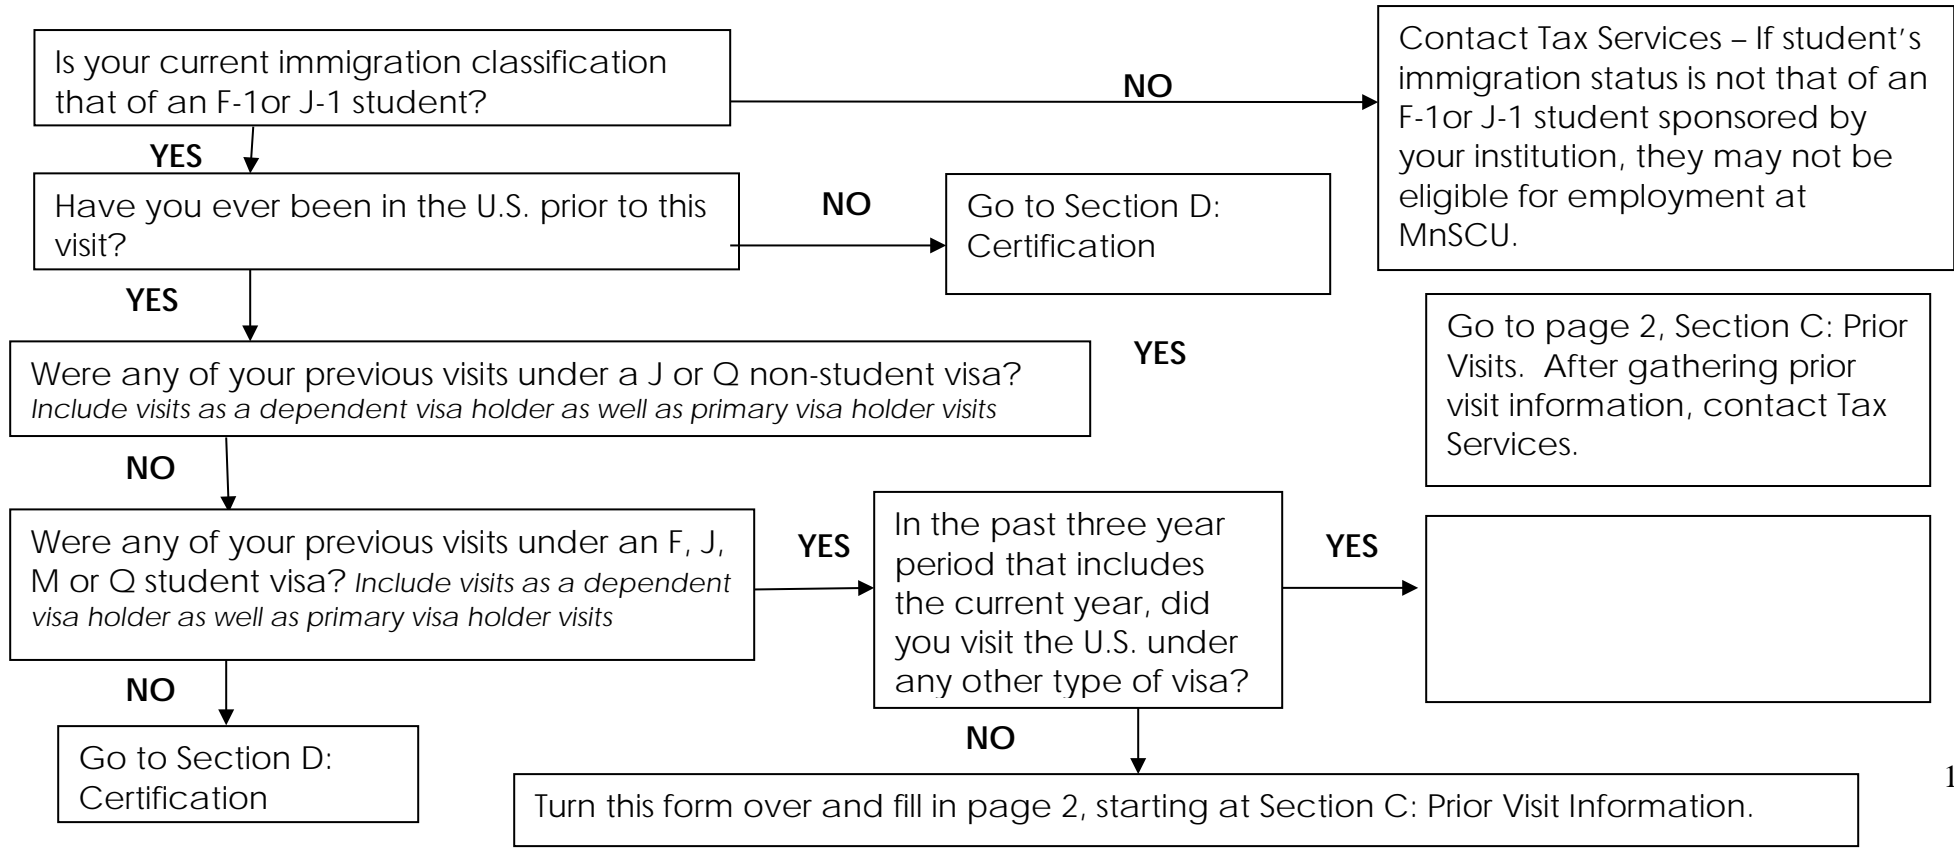 Is your current immigration classification
that of an F-1or J-1 student?
NO
Contact Tax Services – If student’s
immigration status is not that of an
F-1or J-1 student sponsored by
your institution, they may not be
eligible for employment at
MnSCU.
YES
Have you ever been in the U.S. prior to this
visit?
NO
Go to Section D:
Certification
YES
Were any of your previous visits under a J or Q non-student visa?
Include visits as a dependent visa holder as well as primary visa holder visits
YES
Go to page 2, Section C: Prior
Visits.  After gathering prior
visit information, contact Tax
Services.
NO
Were any of your previous visits under an F, J,
M or Q student visa? Include visits as a dependent
visa holder as well as primary visa holder visits
YES
In the past three year
period that includes
the current year, did
you visit the U.S. under
any other type of visa?
YES
NO
Go to Section D:
Certification
NO
Turn this form over and fill in page 2, starting at Section C: Prior Visit Information.
1